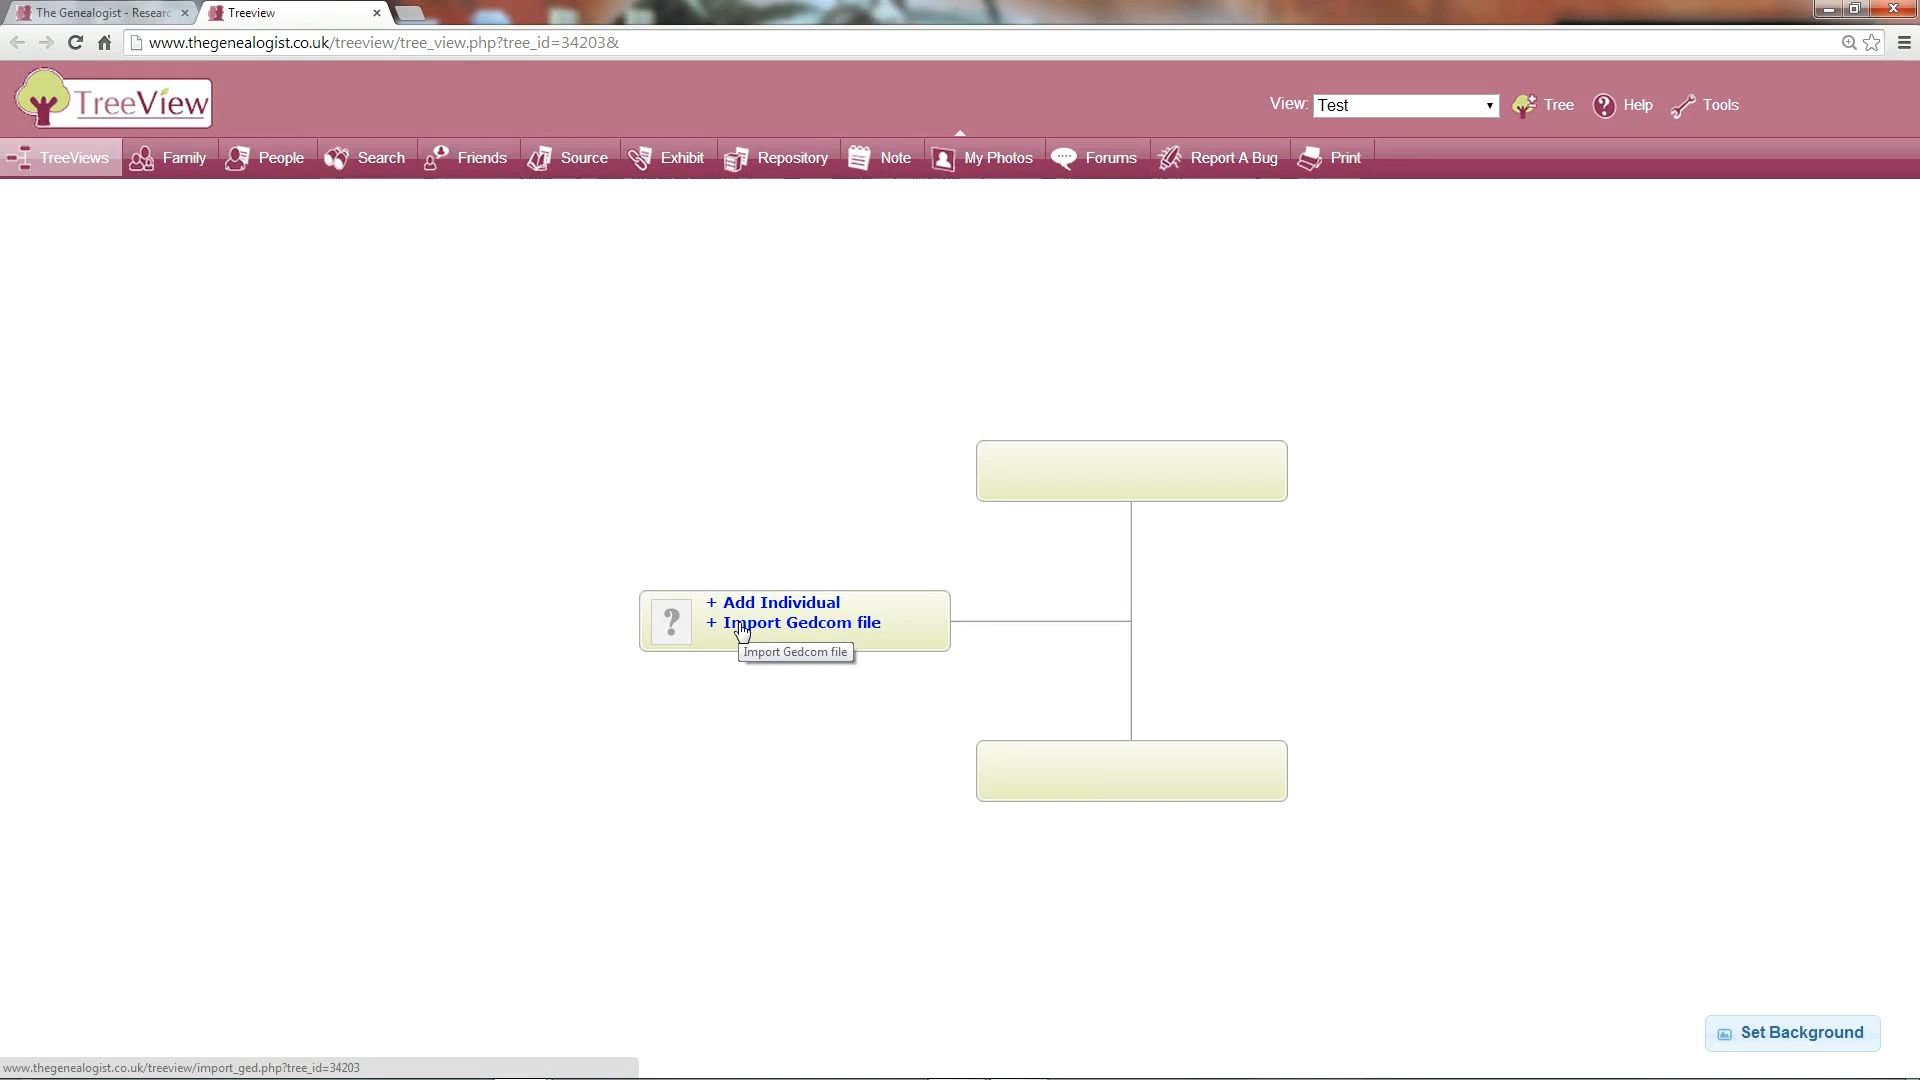 The Genealogist - Researc
Treeview
www.thegenealogist.co.uk/treeview/tree_view.php?tree_id=34203&
TreeView
View: Test
Tree
Help
Tools
TreeViews
Family
People
Search
Friends
Source
Exhibit
Repository
Note
My Photos
Forums
Report A Bug
Print
?
+ Add Individual
+ Import Gedcom file
Import Gedcom file
Set Background
www.thegenealogist.co.uk/treeview/import_ged.php?tree_id=34203